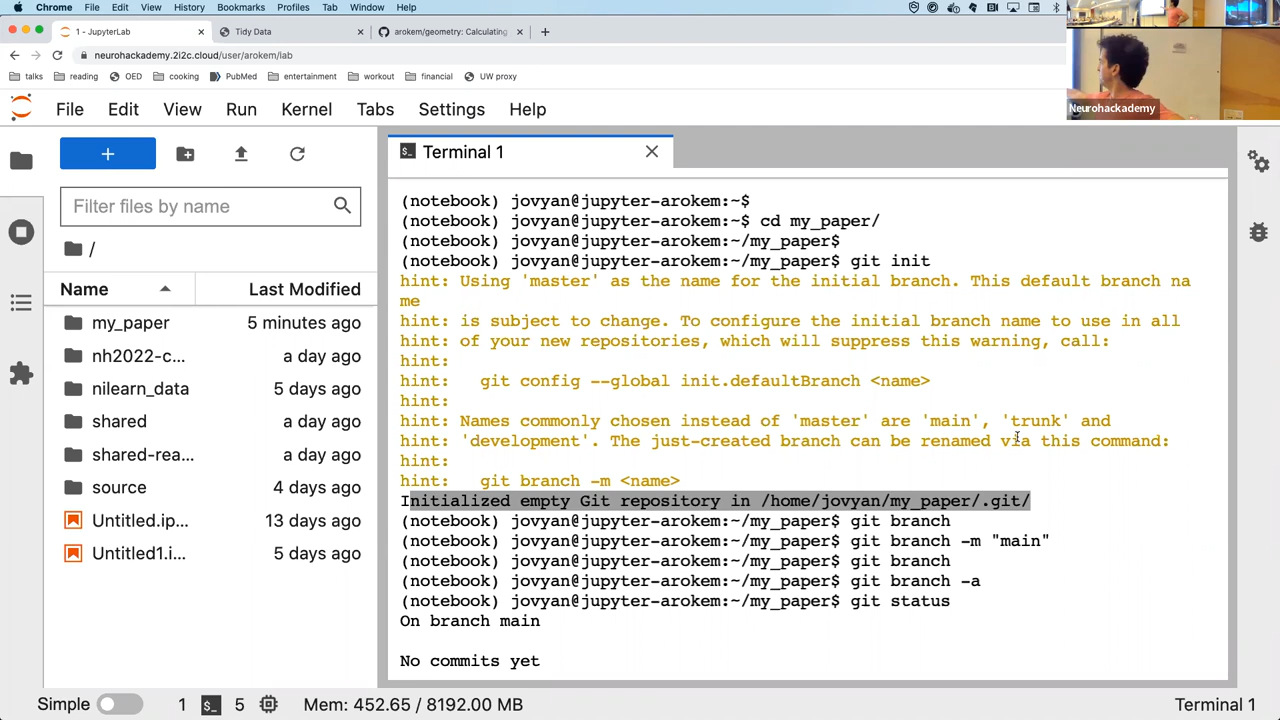 Chrome File Edit View History Bookmarks Profiles Tab Window Help
1 - JupyterLab
Tidy Data
arokem/geometry: Calculating
neurohackademy.2i2c.cloud/user/arokem/lab
talks reading OED cooking PubMed entertainment workout financial UW proxy
Neurohackademy
File Edit View Run Kernel Tabs Settings Help
Filter files by name
/
Name Last Modified
my_paper 5 minutes ago
nh2022-c... a day ago
nilearn_data 5 days ago
shared a day ago
shared-rea... a day ago
source 4 days ago
Untitled.ip... 13 days ago
Untitled1.i... 5 days ago
Terminal 1
(notebook) jovyan@jupyter-arokem:~$
(notebook) jovyan@jupyter-arokem:~$ cd my_paper/
(notebook) jovyan@jupyter-arokem:~/my_paper$
(notebook) jovyan@jupyter-arokem:~/my_paper$ git init
hint: Using 'master' as the name for the initial branch. This default branch na
me
hint: is subject to change. To configure the initial branch name to use in all
hint: of your new repositories, which will suppress this warning, call:
hint:
hint:   git config --global init.defaultBranch <name>
hint:
hint: Names commonly chosen instead of 'master' are 'main', 'trunk' and
hint: 'development'. The just-created branch can be renamed via this command:
hint:
hint:   git branch -m <name>
Initialized empty Git repository in /home/jovyan/my_paper/.git/
(notebook) jovyan@jupyter-arokem:~/my_paper$ git branch
(notebook) jovyan@jupyter-arokem:~/my_paper$ git branch -m "main"
(notebook) jovyan@jupyter-arokem:~/my_paper$ git branch
(notebook) jovyan@jupyter-arokem:~/my_paper$ git branch -a
(notebook) jovyan@jupyter-arokem:~/my_paper$ git status
On branch main
No commits yet
Simple 1 5 Mem: 452.65 / 8192.00 MB Terminal 1